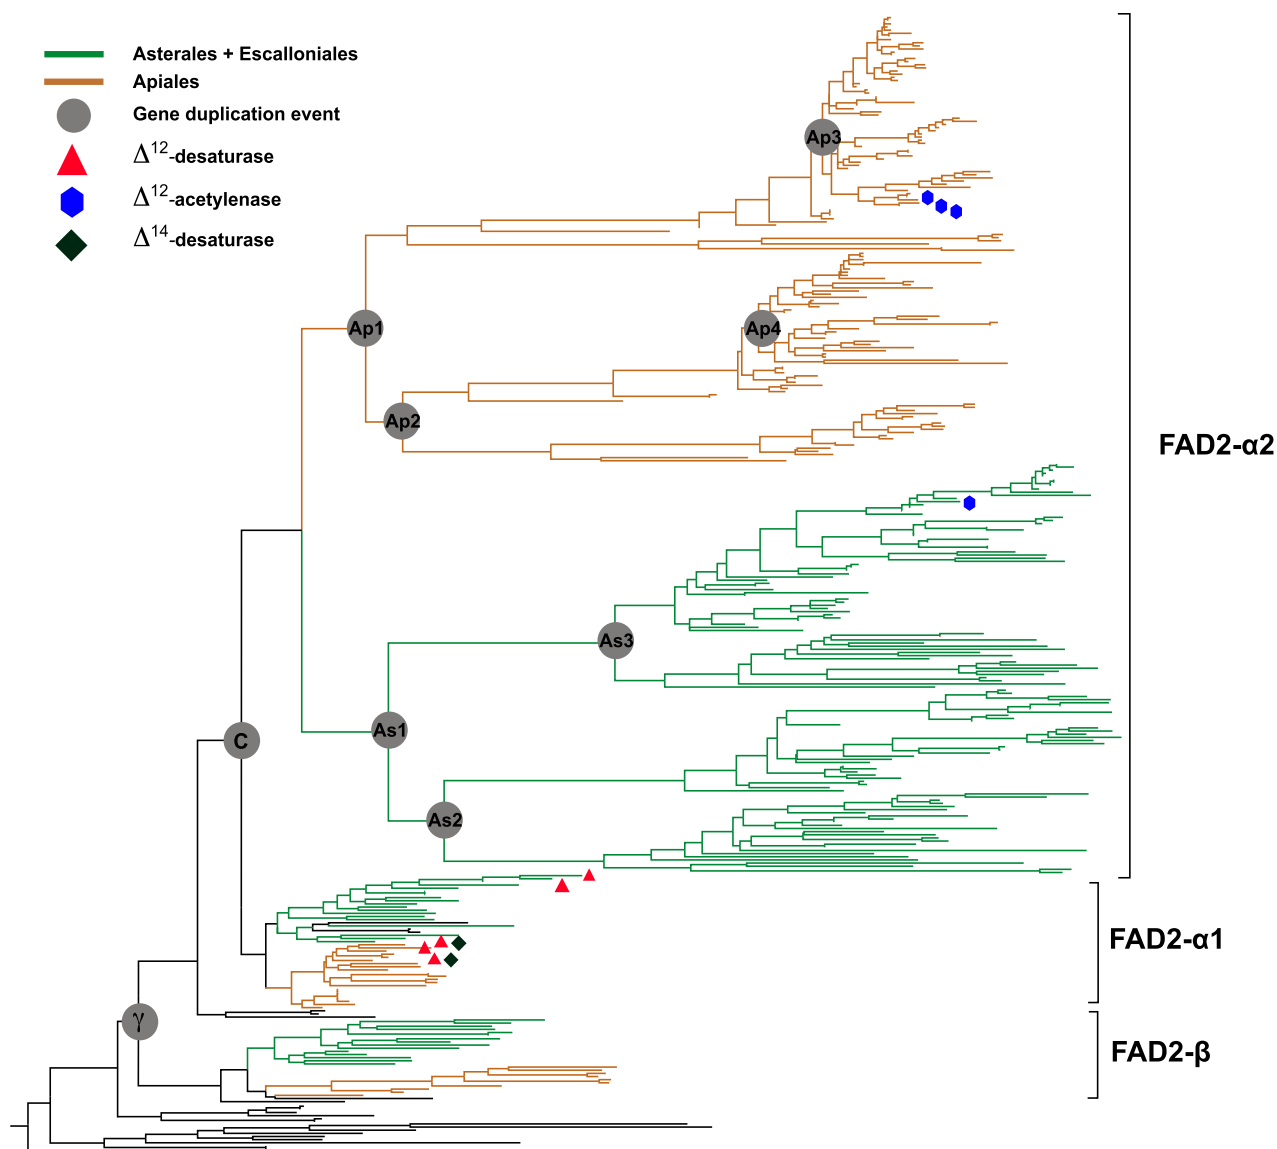 Asterales + Escalloniales
Apiales
Gene duplication event
Δ12-desaturase
Δ12-acetylenase
Δ14-desaturase
Ap3
Ap1
Ap4
Ap2
FAD2-α2
As3
As1
C
As2
FAD2-α1
γ
FAD2-β